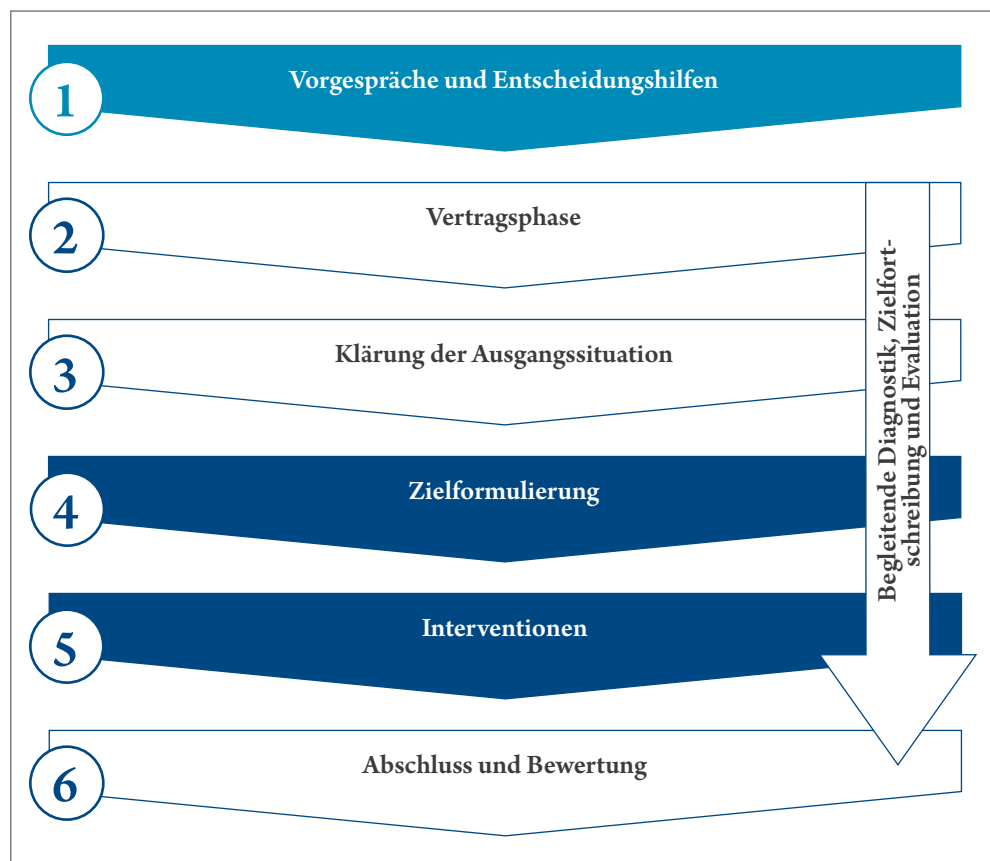 1
Vorgespräche und Entscheidungshilfen
2
Vertragsphase
3
Klärung der Ausgangssituation
4
Zielformulierung
5
Interventionen
6
Abschluss und Bewertung
Begleitende Diagnostik, Zielfort-
schreibung und Evaluation